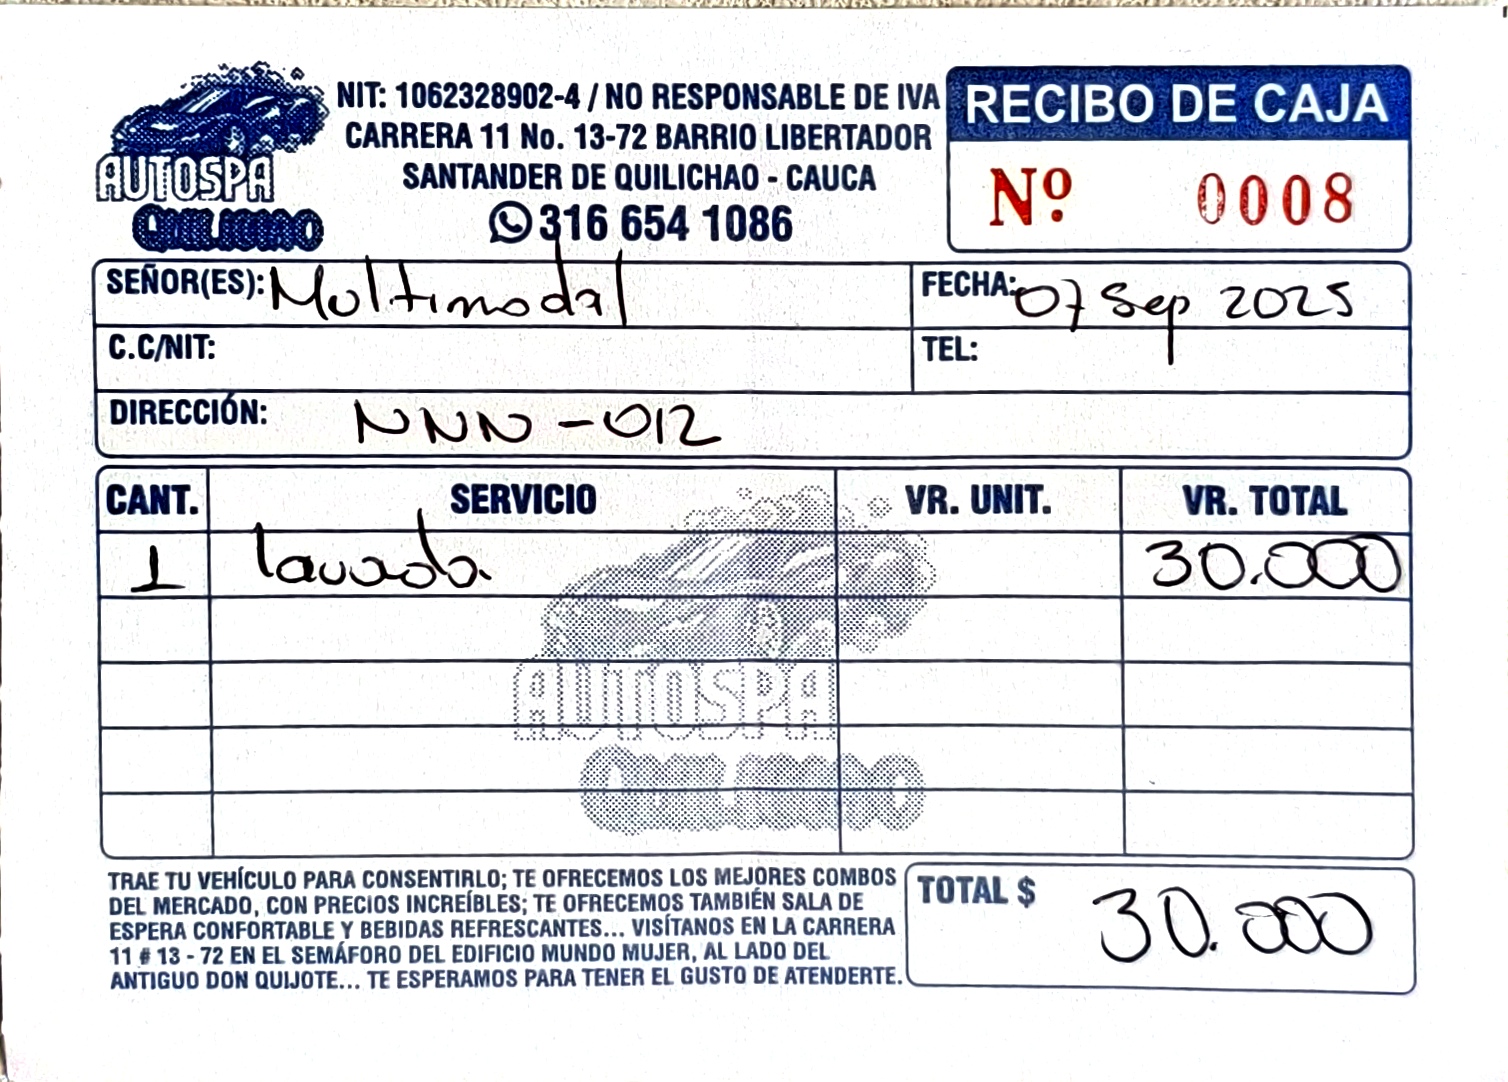 NIT: 1062328902-4 / NO RESPONSABLE DE IVA
CARRERA 11 No. 13-72 BARRIO LIBERTADOR
SANTANDER DE QUILICHAO - CAUCA
316 654 1086
AUTOSPA
RECIBO DE CAJA
Nº 0008
SEÑOR(ES): Multimodal
FECHA: 07 Sep 2025
C.C/NIT:
TEL:
DIRECCIÓN: NNN-012
CANT. SERVICIO VR. UNIT. VR. TOTAL
1 lavada 30.000
AUTOSPA
TRAE TU VEHÍCULO PARA CONSENTIRLO; TE OFRECEMOS LOS MEJORES COMBOS
DEL MERCADO, CON PRECIOS INCREÍBLES; TE OFRECEMOS TAMBIÉN SALA DE
ESPERA CONFORTABLE Y BEBIDAS REFRESCANTES... VISÍTANOS EN LA CARRERA
11 # 13 - 72 EN EL SEMÁFORO DEL EDIFICIO MUNDO MUJER, AL LADO DEL
ANTIGUO DON QUIJOTE... TE ESPERAMOS PARA TENER EL GUSTO DE ATENDERTE.
TOTAL $ 30.000